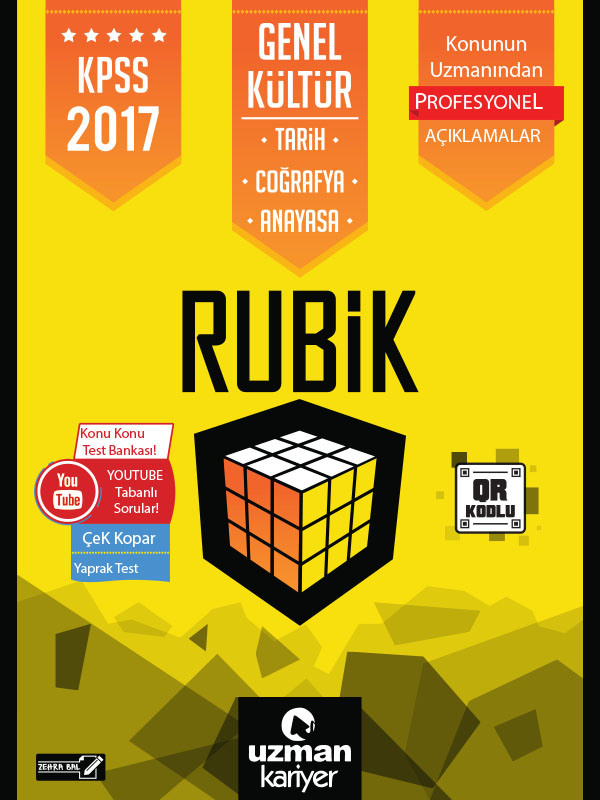 KPSS
2017
GENEL
KÜLTÜR
• TARİH •
• COĞRAFYA •
• ANAYASA •
Konunun
Uzmanından
PROFESYONEL
AÇIKLAMALAR
RUBİK
Konu Konu
Test Bankası!
You
Tube
YOUTUBE
Tabanlı
Sorular!
ÇeK Kopar
Yaprak Test
QR
KODLU
uzman
kariyer
ZEHRA BAL